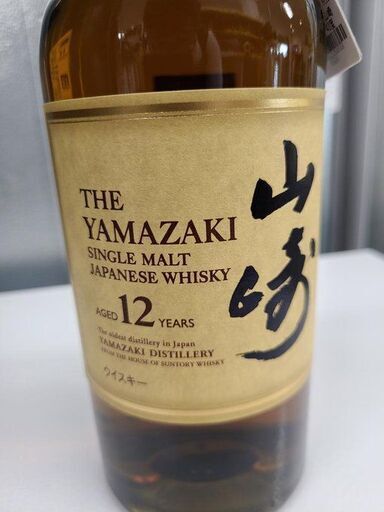 THE
YAMAZAKI
SINGLE MALT
JAPANESE WHISKY
AGED 12 YEARS
The oldest distillery in Japan
YAMAZAKI DISTILLERY
FROM THE HOUSE OF SUNTORY WHISKY
ウイスキー
山崎